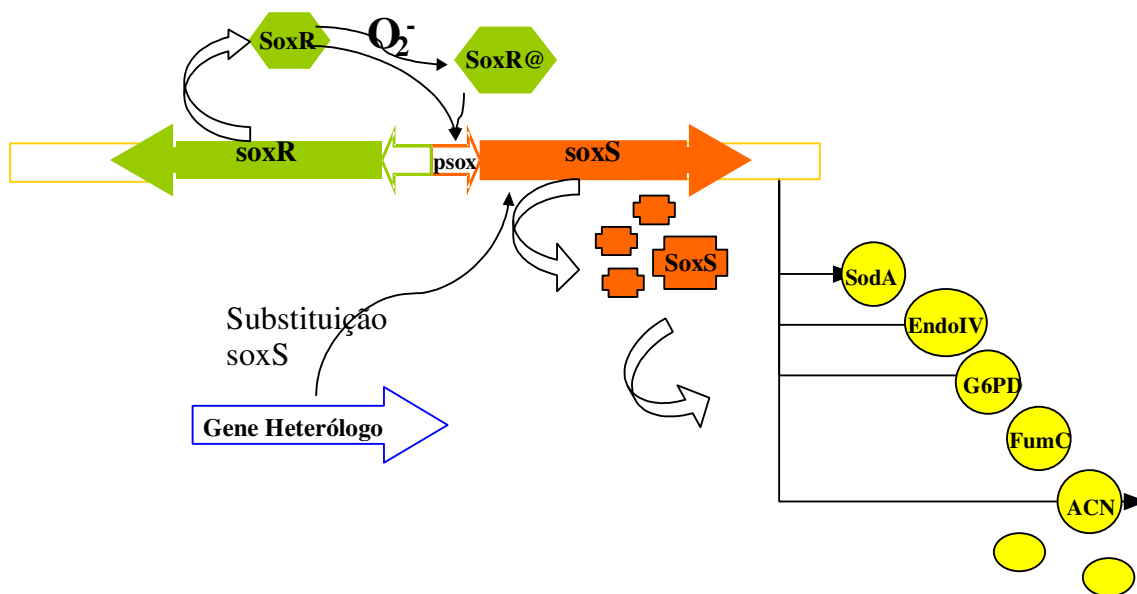 SoxR
O2-
SoxR@
soxR
psox
soxS
SoxS
Substituição
soxS
Gene Heterólogo
SodA
EndoIV
G6PD
FumC
ACN